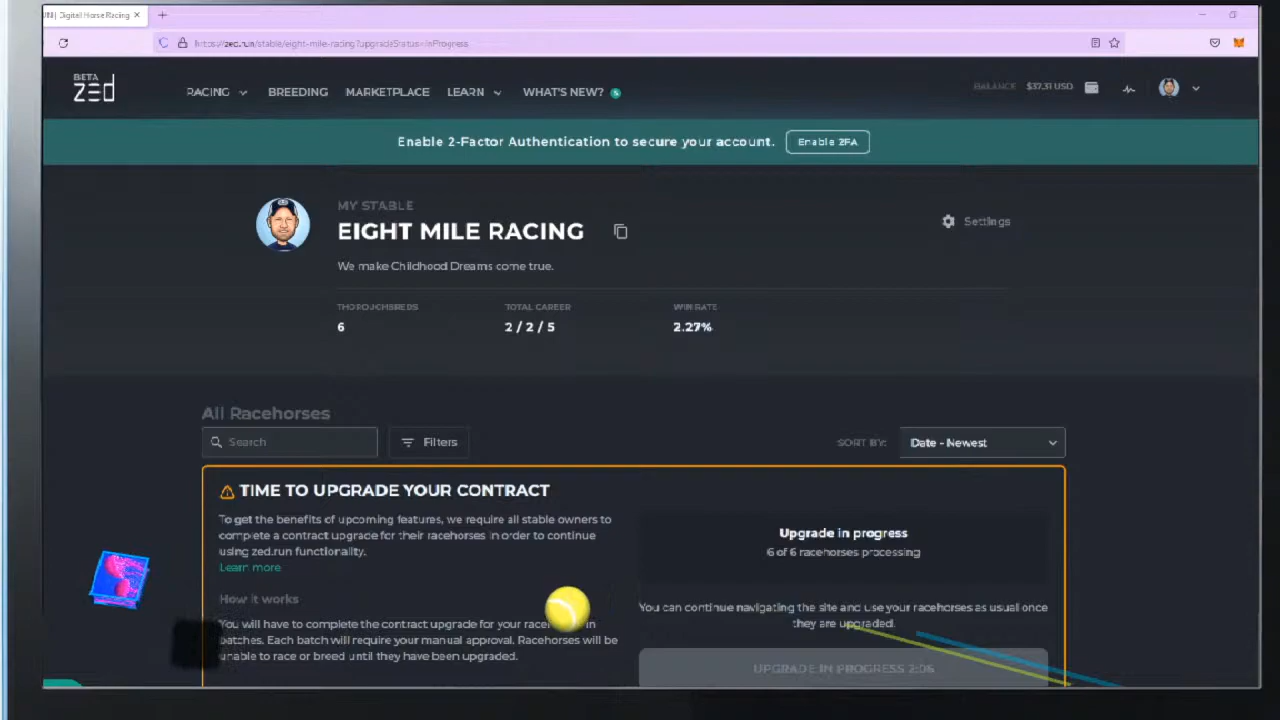 | Digital Horse Racing
https://zed.run/stable/eight-mile-racing?upgradeStatus=inProgress
BETA
zed
RACING
BREEDING
MARKETPLACE
LEARN
WHAT'S NEW?
BALANCE $37.31 USD
Enable 2-Factor Authentication to secure your account.
Enable 2FA
MY STABLE
EIGHT MILE RACING
Settings
We make Childhood Dreams come true.
THOROUGHBREDS
TOTAL CAREER
WIN RATE
6
2 / 2 / 5
2.27%
All Racehorses
Search
Filters
SORT BY:
Date - Newest
TIME TO UPGRADE YOUR CONTRACT
To get the benefits of upcoming features, we require all stable owners to
complete a contract upgrade for their racehorses in order to continue
using zed.run functionality.
Learn more
How it works
You will have to complete the contract upgrade for your in
batches. Each batch will require your manual approval. Racehorses will be
unable to race or breed until they have been upgraded.
Upgrade in progress
6 of 6 racehorses processing
You can continue navigating the site and use your racehorses as usual once
they are upgraded.
UPGRADE IN PROGRESS 2:06